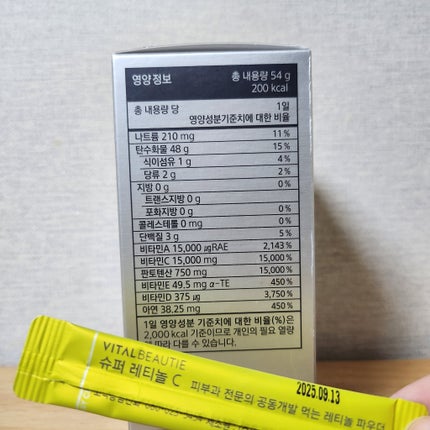 영양정보
총 내용량 54 g
200 kcal
총 내용량 당
1일
영양성분기준치에 대한 비율
나트륨 210 mg 11 %
탄수화물 48 g 15 %
식이섬유 1 g 4 %
당류 2 g 2 %
지방 0 g 0 %
트랜스지방 0 g
포화지방 0 g 0 %
콜레스테롤 0 mg 0 %
단백질 3 g 5 %
비타민A 15,000 µgRAE 2,143 %
비타민C 15,000 mg 15,000 %
판토텐산 750 mg 15,000 %
비타민E 49.5 mg α-TE 450 %
비타민D 375 µg 3,750 %
아연 38.25 mg 450 %
1일 영양성분 기준치에 대한 비율(%)은
2,000 kcal 기준이므로 개인의 필요 열량
에 따라 다를 수 있습니다.
VITALBEAUTIE
슈퍼 레티놀 C
피부과 전문의 공동개발 먹는 레티놀 파우더
2025.09.13